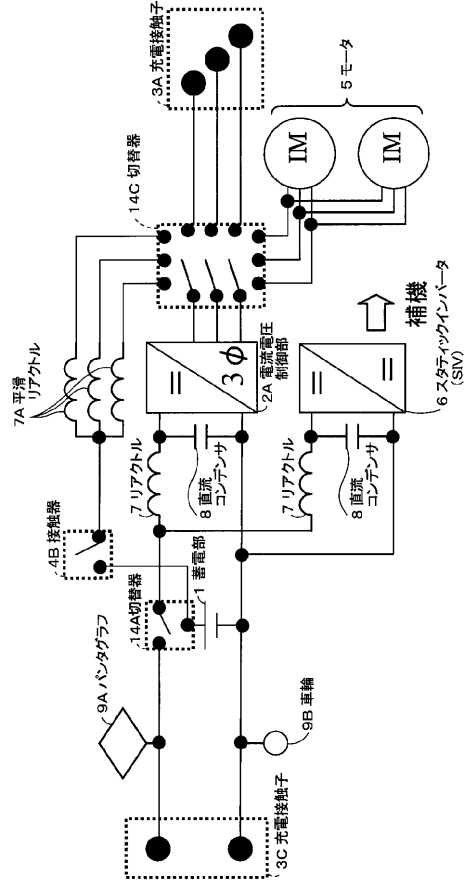 3A 充電接触子
14C 切替器
5 モータ
IM
IM
7A 平滑
リアクトル
3φ
2A 電流電圧
制御部
補機
6 スタティックインバータ
(SIV)
7 リアクトル
8 直流
コンデンサ
7 リアクトル
8 直流
コンデンサ
4B 接触器
14A切替器
1 蓄電部
9A パンタグラフ
9B 車輪
3C 充電接触子